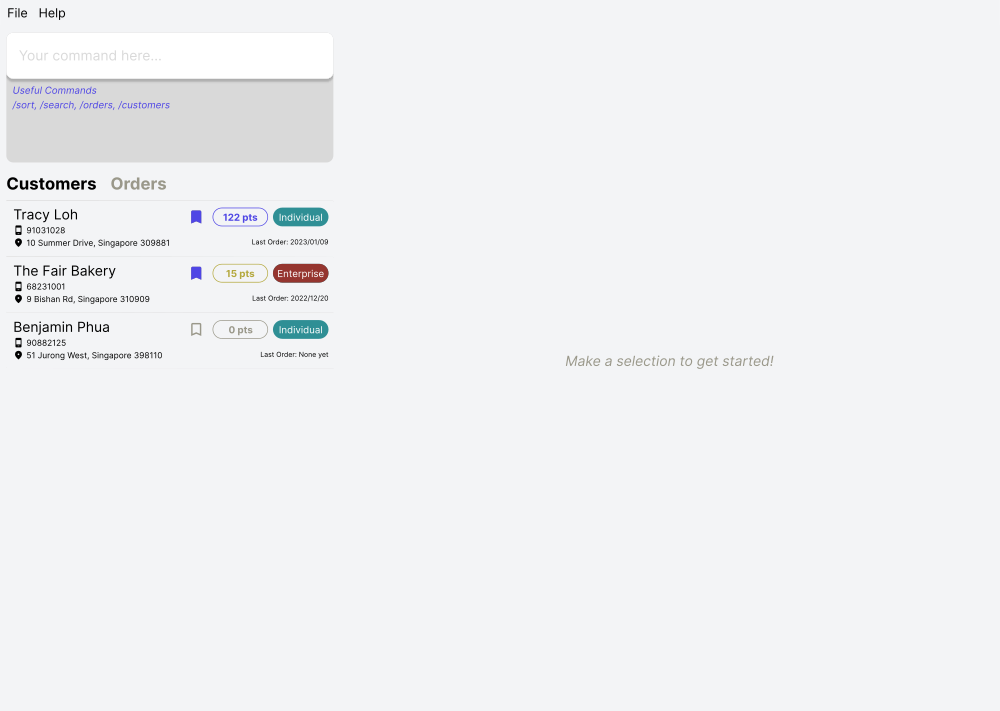 File Help
Your command here...
Useful Commands
/sort, /search, /orders, /customers
Customers Orders
Tracy Loh 122 pts Individual
91031028
10 Summer Drive, Singapore 309881 Last Order: 2023/01/09
The Fair Bakery 15 pts Enterprise
68231001
9 Bishan Rd, Singapore 310909 Last Order: 2022/12/20
Benjamin Phua 0 pts Individual
90882125
51 Jurong West, Singapore 398110 Last Order: None yet
Make a selection to get started!